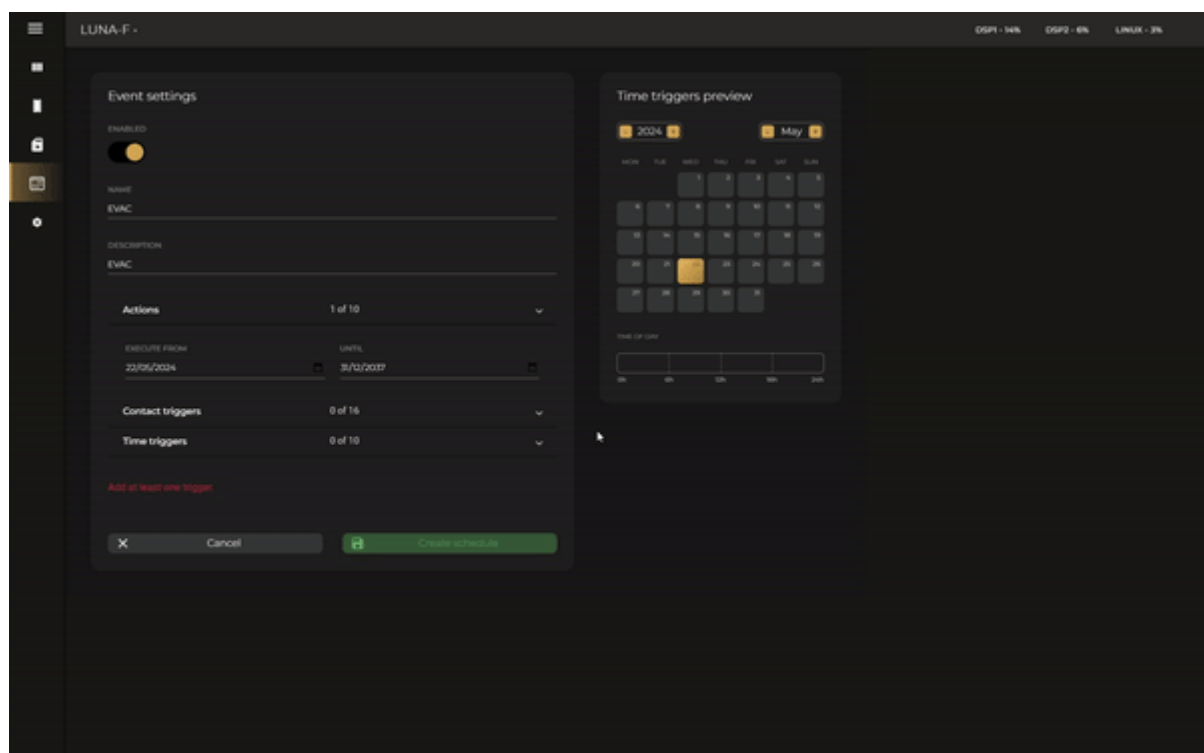 LUNA-F -
DSP1 - 14% DSP2 - 6% LINUX - 3%
Event settings
ENABLED
NAME
EVAC
DESCRIPTION
EVAC
Actions 1 of 10
EXECUTE FROM UNTIL
22/05/2024 31/12/2037
Contact triggers 0 of 16
Time triggers 0 of 10
Add at least one trigger
Cancel Create schedule
Time triggers preview
- 2024 + - May +
MON TUE WED THU FRI SAT SUN
1 2 3 4 5
6 7 8 9 10 11 12
13 14 15 16 17 18 19
20 21 22 23 24 25 26
27 28 29 30 31
TIME OF DAY
0h 6h 12h 18h 24h